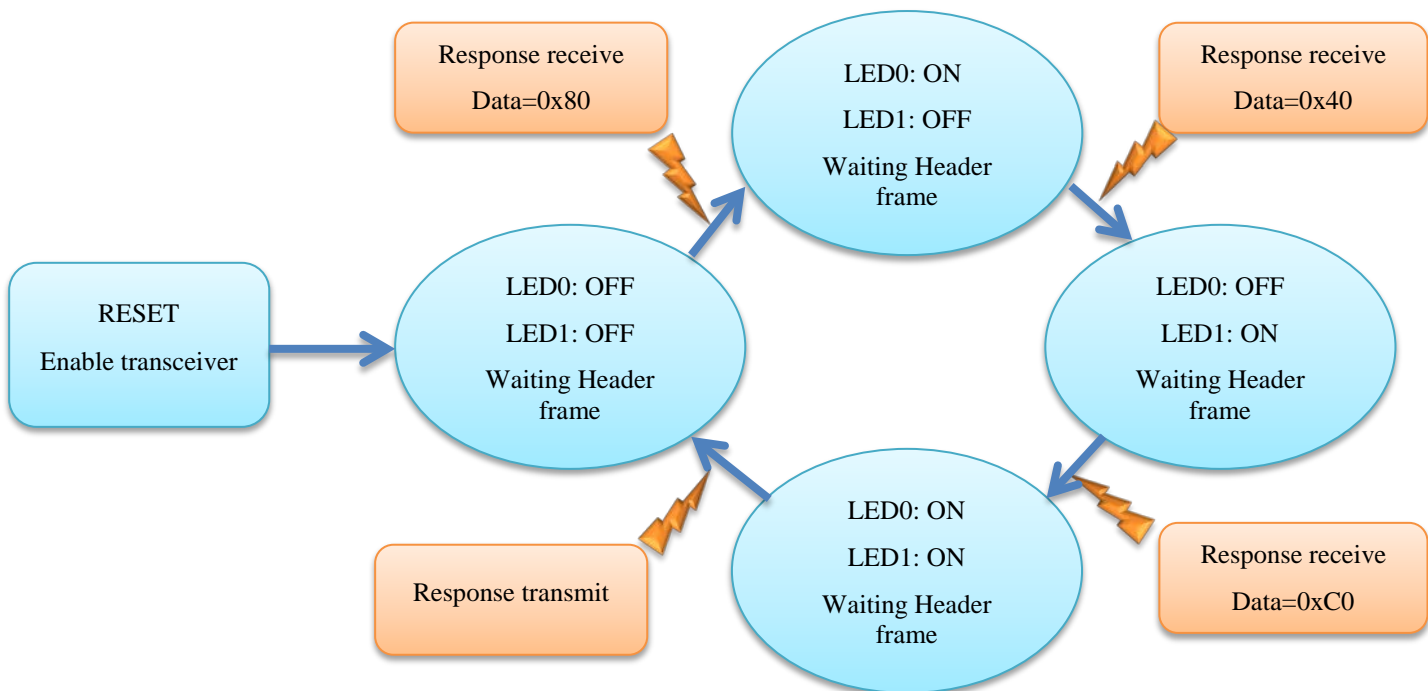 Response receive
Data=0x80
LED0: ON
LED1: OFF
Waiting Header
frame
Response receive
Data=0x40
RESET
Enable transceiver
LED0: OFF
LED1: OFF
Waiting Header
frame
LED0: OFF
LED1: ON
Waiting Header
frame
Response transmit
LED0: ON
LED1: ON
Waiting Header
frame
Response receive
Data=0xC0